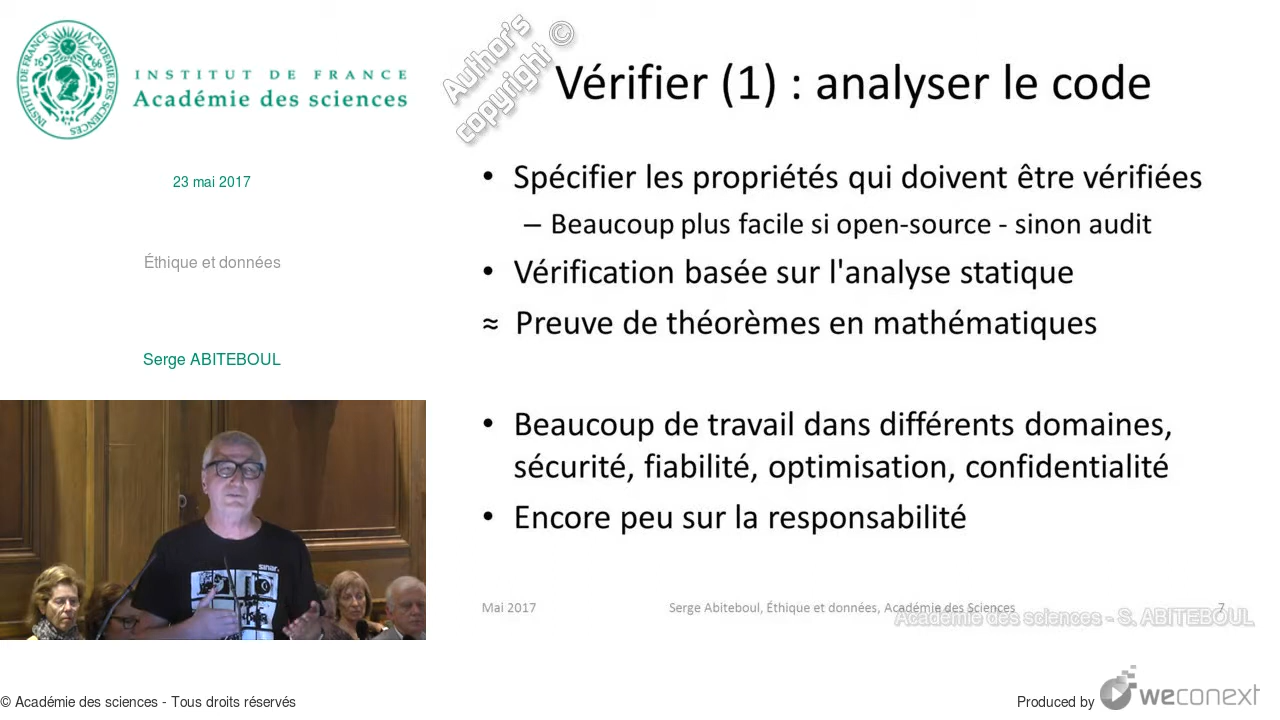 INSTITUT DE FRANCE
Académie des sciences
23 mai 2017
Éthique et données
Serge ABITEBOUL
Author's
copyright ©
Vérifier (1) : analyser le code
• Spécifier les propriétés qui doivent être vérifiées
– Beaucoup plus facile si open-source - sinon audit
• Vérification basée sur l'analyse statique
≈ Preuve de théorèmes en mathématiques
• Beaucoup de travail dans différents domaines,
sécurité, fiabilité, optimisation, confidentialité
• Encore peu sur la responsabilité
Mai 2017
Serge Abiteboul, Éthique et données, Académie des Sciences
7
Académie des sciences - S. ABITEBOUL
© Académie des sciences - Tous droits réservés
Produced by
weconext